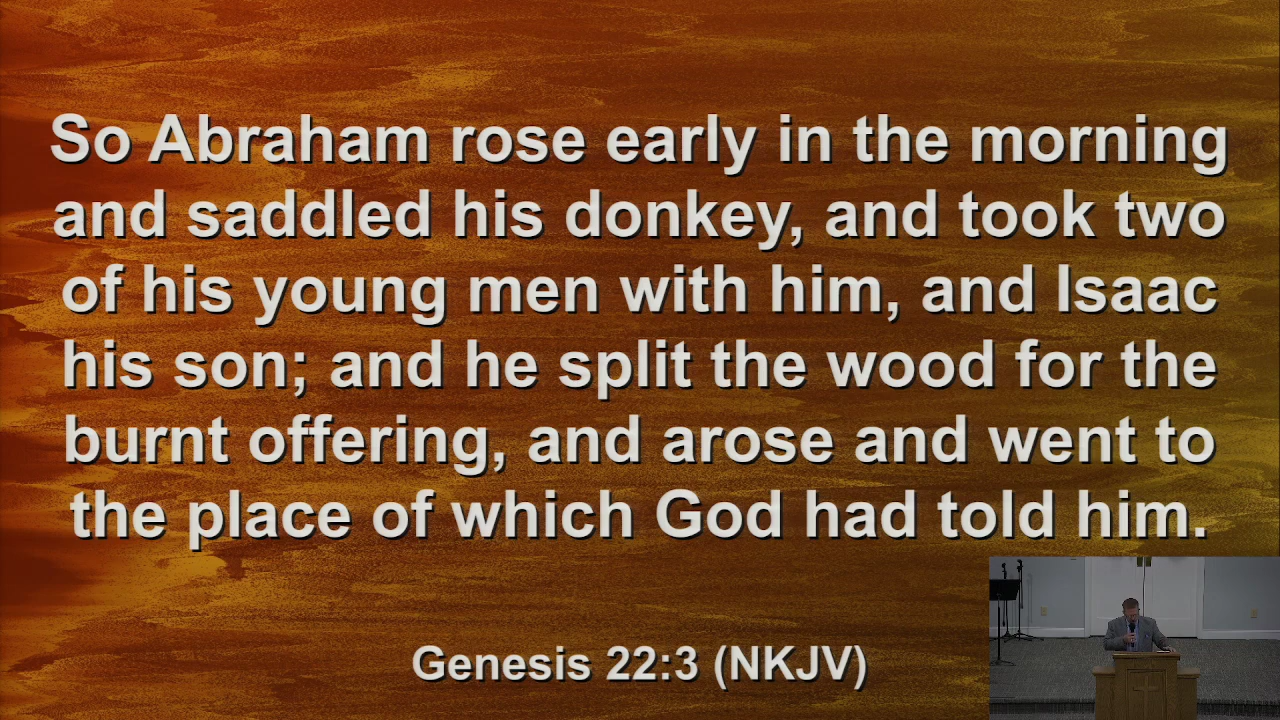 So Abraham rose early in the morning
and saddled his donkey, and took two
of his young men with him, and Isaac
his son; and he split the wood for the
burnt offering, and arose and went to
the place of which God had told him.
Genesis 22:3 (NKJV)